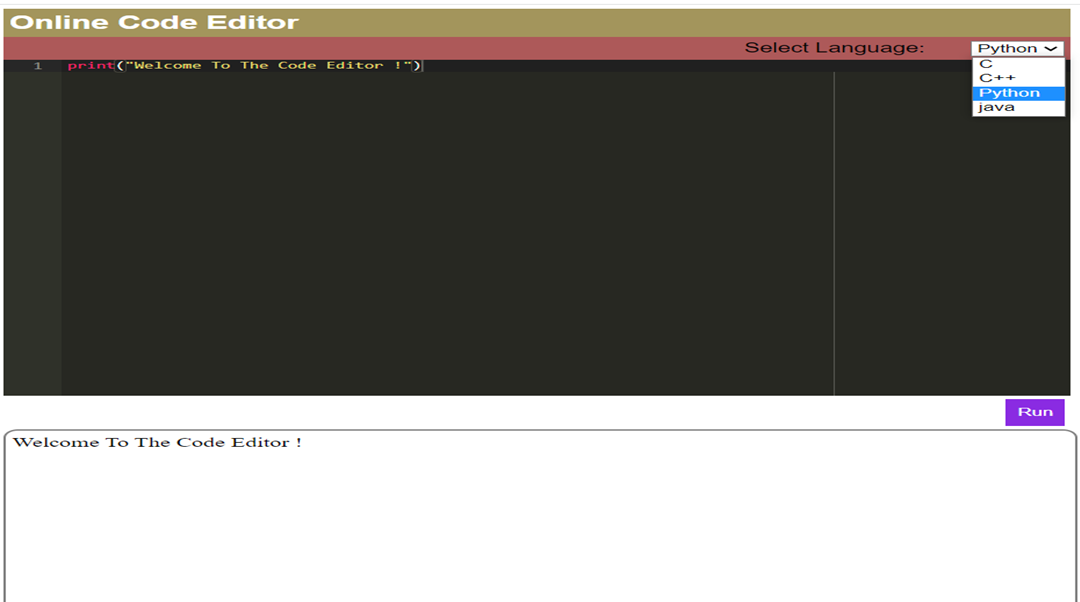 Online Code Editor
Select Language: Python
C
C++
Python
java
1 print("Welcome To The Code Editor !")
Run
Welcome To The Code Editor !